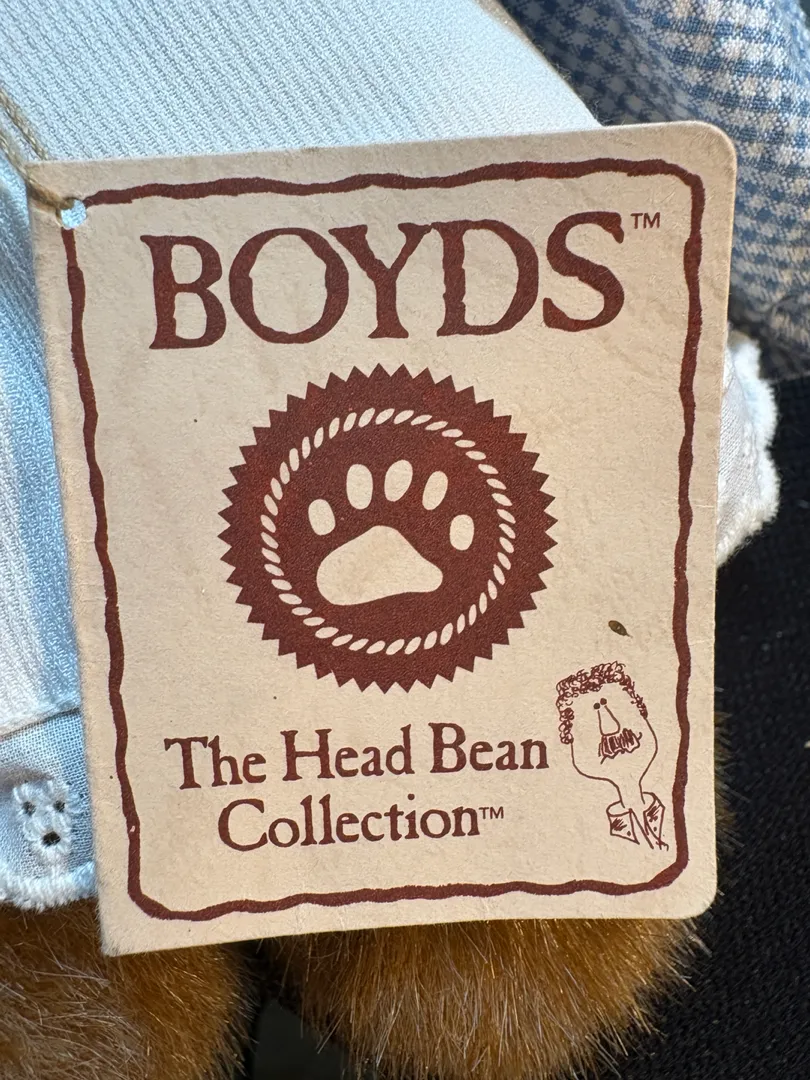 BOYDS™
The Head Bean
Collection™